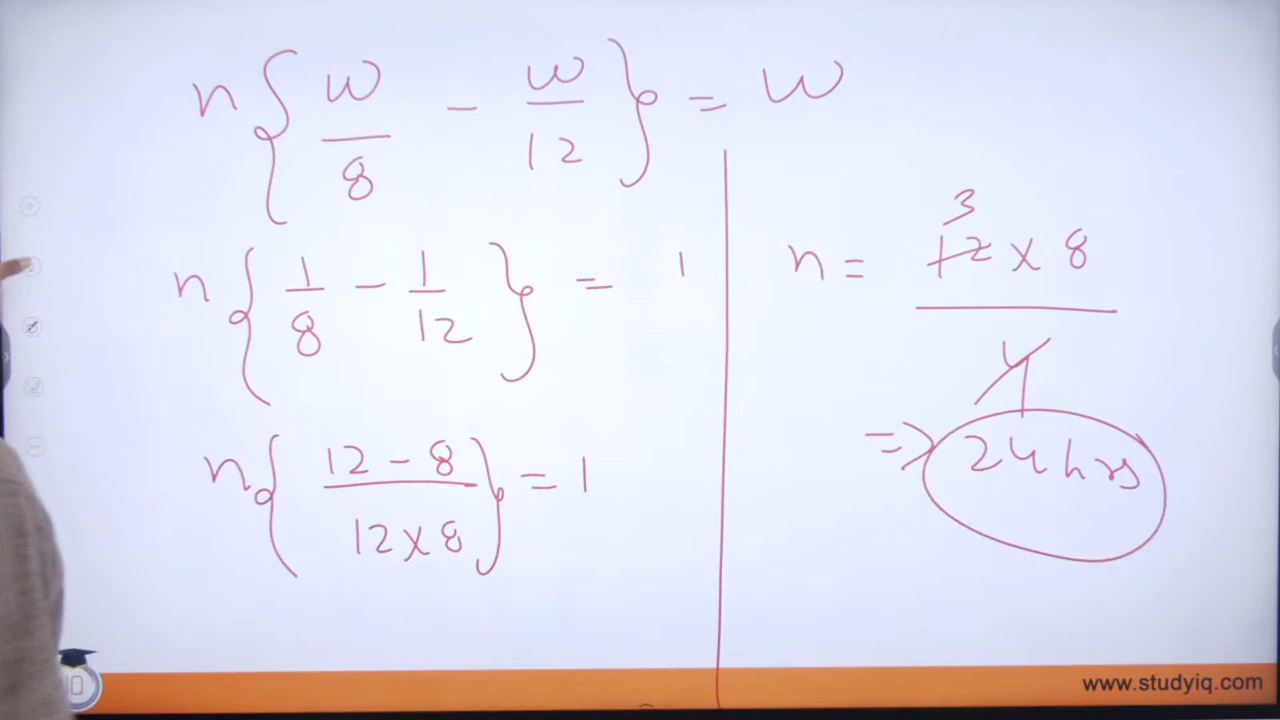 n{ w/8 - w/12 } = w
n{ 1/8 - 1/12 } = 1
n{ (12 - 8)/(12 x 8) } = 1
3
n = 12 x 8
4
=> 24 hrs
www.studyiq.com